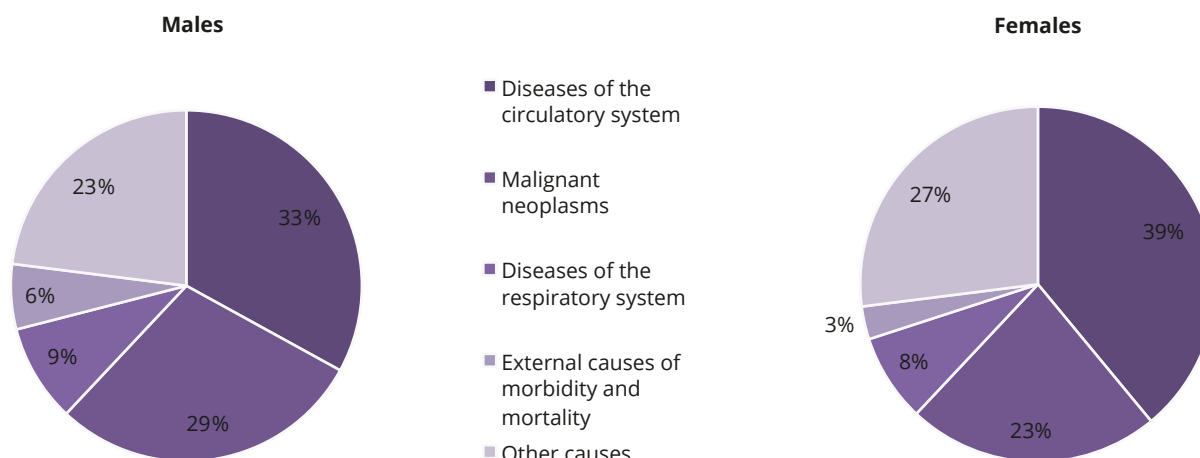 Males
23%
33%
6%
9%
29%
Diseases of the
circulatory system
Malignant
neoplasms
Diseases of the
respiratory system
External causes of
morbidity and
mortality
Other causes
Females
27%
39%
3%
8%
23%